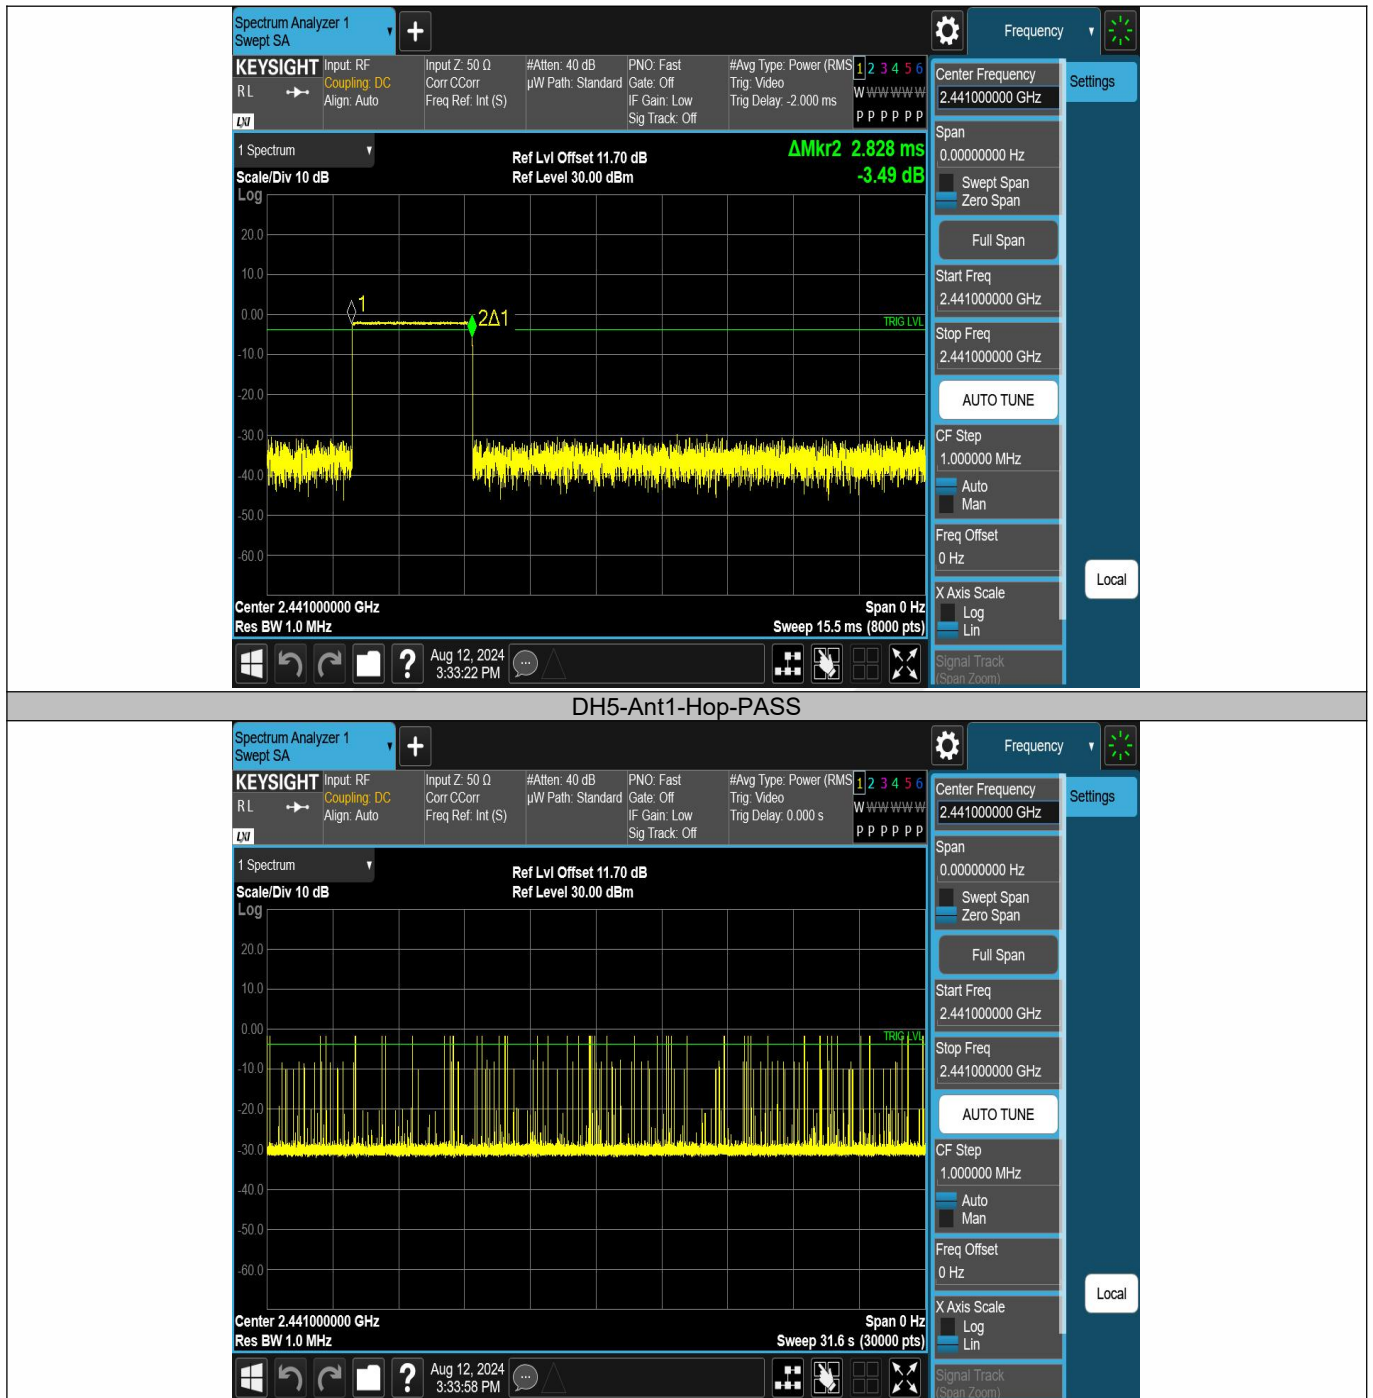 Spectrum Analyzer 1
Swept SA
Frequency
KEYSIGHT
RL
LXI
Input: RF
Coupling: DC
Align: Auto
Input Z: 50 Ω
Corr CCorr
Freq Ref: Int (S)
#Atten: 40 dB
µW Path: Standard
PNO: Fast
Gate: Off
IF Gain: Low
Sig Track: Off
#Avg Type: Power (RMS
Trig: Video
Trig Delay: -2.000 ms
1 2 3 4 5 6
W W W W W W
P P P P P P
Center Frequency
2.441000000 GHz
Settings
1 Spectrum
Scale/Div 10 dB
Ref Lvl Offset 11.70 dB
Ref Level 30.00 dBm
ΔMkr2 2.828 ms
-3.49 dB
Log
20.0
10.0
0.00
-10.0
-20.0
-30.0
-40.0
-50.0
-60.0
1
2Δ1
TRIG LVL
Span
0.00000000 Hz
Swept Span
Zero Span
Full Span
Start Freq
2.441000000 GHz
Stop Freq
2.441000000 GHz
AUTO TUNE
CF Step
1.000000 MHz
Auto
Man
Freq Offset
0 Hz
X Axis Scale
Log
Lin
Signal Track
(Span Zoom)
Local
Center 2.441000000 GHz
Res BW 1.0 MHz
Span 0 Hz
Sweep 15.5 ms (8000 pts)
?
Aug 12, 2024
3:33:22 PM
DH5-Ant1-Hop-PASS
Spectrum Analyzer 1
Swept SA
Frequency
KEYSIGHT
RL
LXI
Input: RF
Coupling: DC
Align: Auto
Input Z: 50 Ω
Corr CCorr
Freq Ref: Int (S)
#Atten: 40 dB
µW Path: Standard
PNO: Fast
Gate: Off
IF Gain: Low
Sig Track: Off
#Avg Type: Power (RMS
Trig: Video
Trig Delay: 0.000 s
1 2 3 4 5 6
W W W W W W
P P P P P P
Center Frequency
2.441000000 GHz
Settings
1 Spectrum
Scale/Div 10 dB
Ref Lvl Offset 11.70 dB
Ref Level 30.00 dBm
Log
20.0
10.0
0.00
-10.0
-20.0
-30.0
-40.0
-50.0
-60.0
TRIG LVL
Span
0.00000000 Hz
Swept Span
Zero Span
Full Span
Start Freq
2.441000000 GHz
Stop Freq
2.441000000 GHz
AUTO TUNE
CF Step
1.000000 MHz
Auto
Man
Freq Offset
0 Hz
X Axis Scale
Log
Lin
Signal Track
(Span Zoom)
Local
Center 2.441000000 GHz
Res BW 1.0 MHz
Span 0 Hz
Sweep 31.6 s (30000 pts)
?
Aug 12, 2024
3:33:58 PM